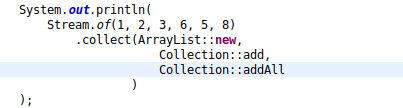 System.out.println(
Stream.of(1, 2, 3, 6, 5, 8)
.collect(ArrayList::new,
Collection::add,
Collection::addAll
)
);